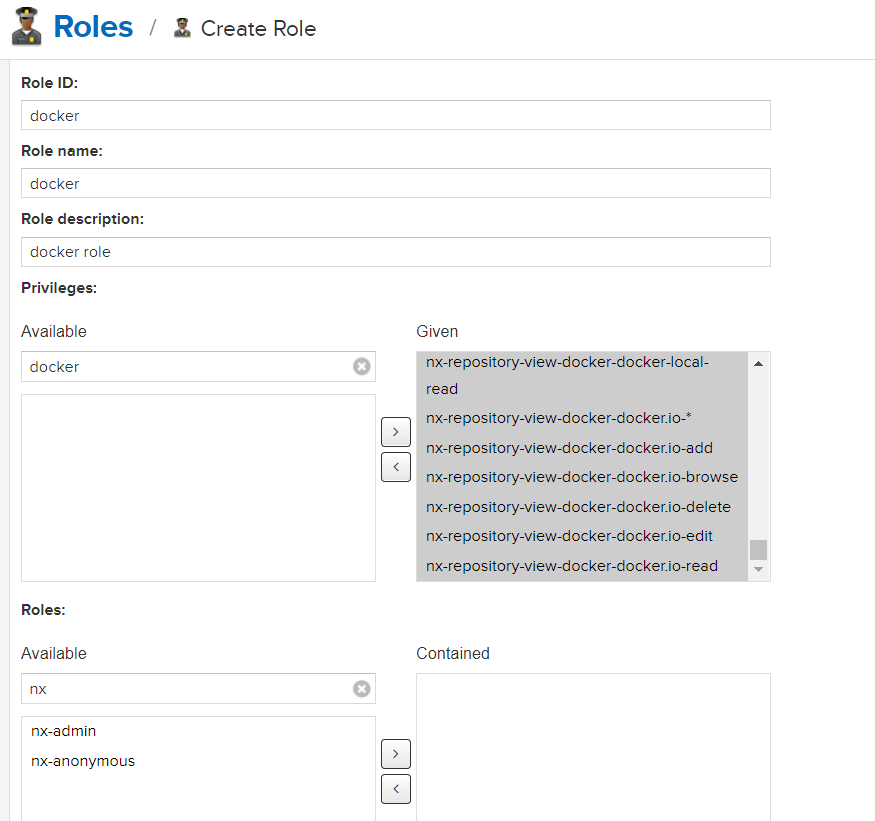 Roles / Create Role
Role ID:
docker
Role name:
docker
Role description:
docker role
Privileges:
Available
Given
docker
nx-repository-view-docker-docker-local-
read
nx-repository-view-docker-docker.io-*
nx-repository-view-docker-docker.io-add
nx-repository-view-docker-docker.io-browse
nx-repository-view-docker-docker.io-delete
nx-repository-view-docker-docker.io-edit
nx-repository-view-docker-docker.io-read
Roles:
Available
Contained
nx
nx-admin
nx-anonymous